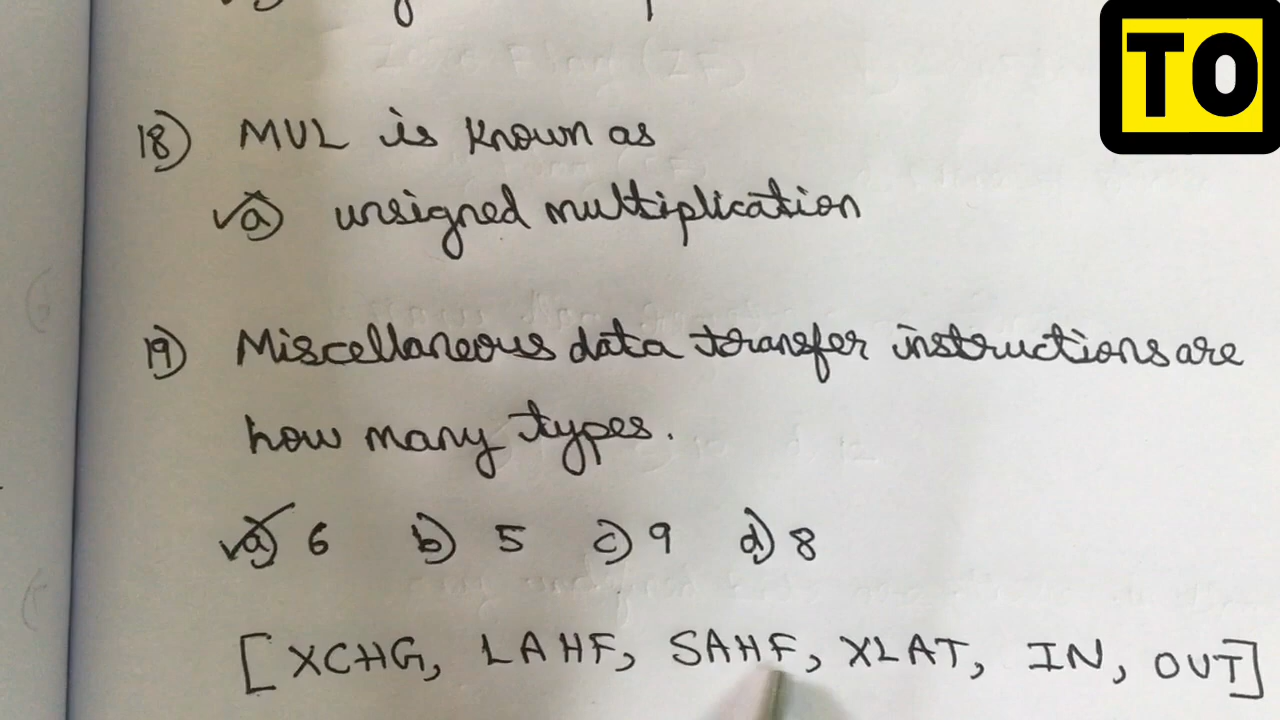 TO
18) MUL is known as
a) unsigned multiplication
19) Miscellaneous data transfer instructions are
how many types.
a) 6 b) 5 c) 9 d) 8
[XCHG, LAHF, SAHF, XLAT, IN, OUT]